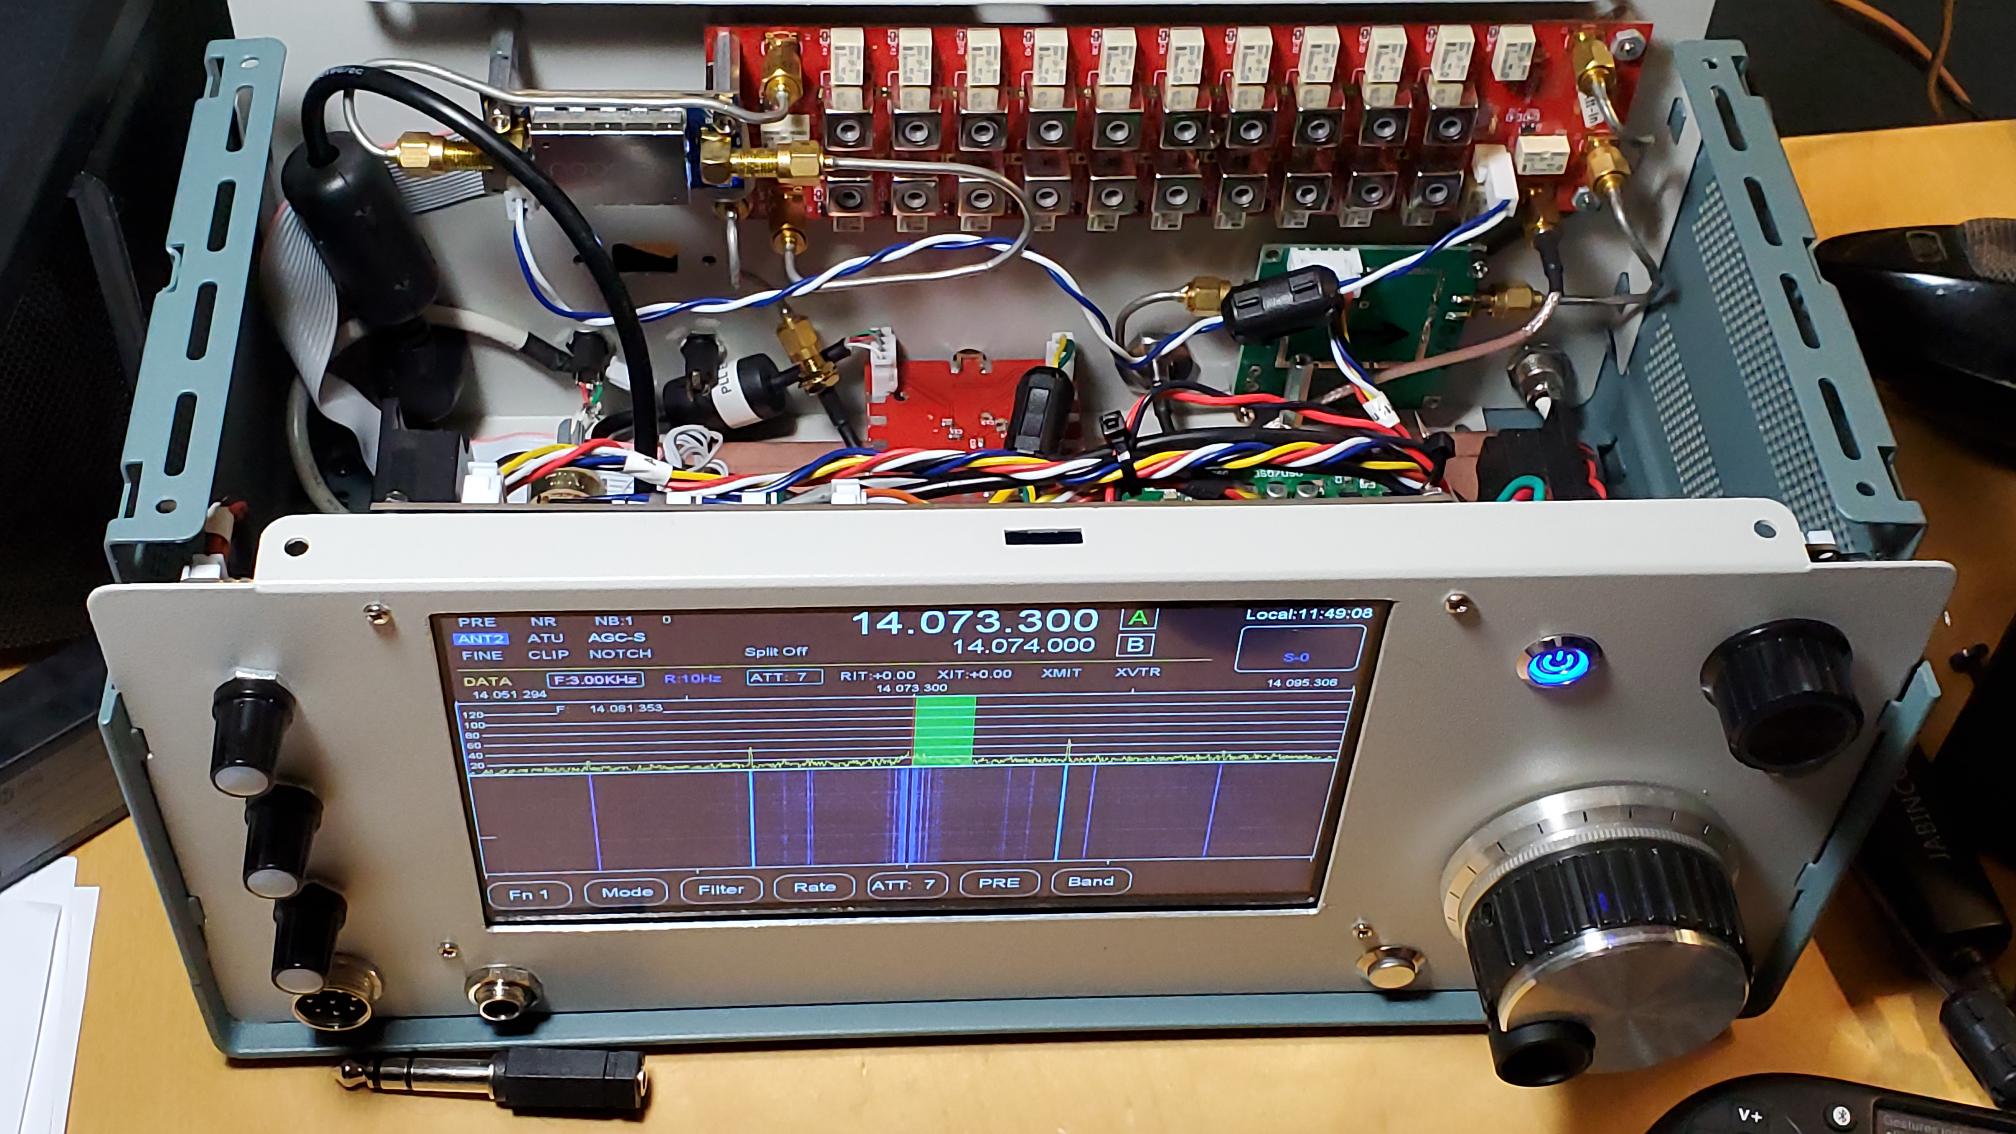 Att-In
PRE NR NB:1 0
14.073.300 A
Local:11:49:08
ANT2 ATU AGC-S
14.074.000 B
FINE CLIP NOTCH
Split Off
S-0
DATA F:3.00KHz R:10Hz ATT: 7 RIT:+0.00 XIT:+0.00 XMIT XVTR
14.051.294
14.073.300
14.095.306
F 14.081.353
120
100
80
60
40
20
Fn 1 Mode Filter Rate ATT: 7 PRE Band
V+